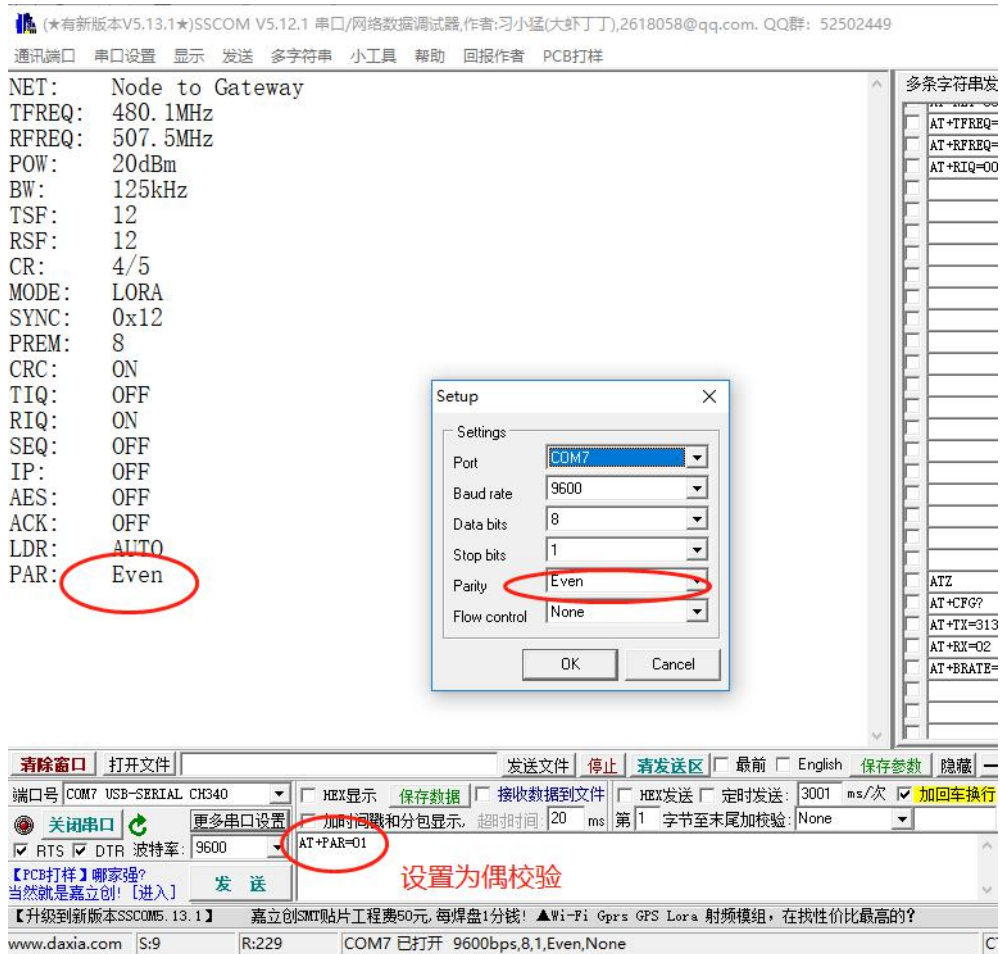 (★有新版本V5.13.1★)SSCOM V5.12.1 串口/网络数据调试器,作者:习小猛(大虾丁丁),2618058@qq.com. QQ群: 52502449
通讯端口 串口设置 显示 发送 多字符串 小工具 帮助 回报作者 PCB打样
NET: Node to Gateway
TFREQ: 480.1MHz
RFREQ: 507.5MHz
POW: 20dBm
BW: 125kHz
TSF: 12
RSF: 12
CR: 4/5
MODE: LORA
SYNC: 0x12
PREM: 8
CRC: ON
TIQ: OFF
RIQ: ON
SEQ: OFF
IP: OFF
AES: OFF
ACK: OFF
LDR: AUTO
PAR: Even
多条字符串发
AT+TFREQ=
AT+RFREQ=
AT+RIQ=00
ATZ
AT+CFG?
AT+TX=313
AT+RX=02
AT+BRATE=
Setup
Settings
Port COM7
Baud rate 9600
Data bits 8
Stop bits 1
Parity Even
Flow control None
OK Cancel
清除窗口 打开文件 发送文件 停止 清发送区 最前 English 保存参数 隐藏
端口号 COM7 USB-SERIAL CH340 HEX显示 保存数据 接收数据到文件 HEX发送 定时发送: 3001 ms/次 加回车换行
关闭串口 更多串口设置 加时间戳和分包显示, 超时时间: 20 ms 第 1 字节至末尾加校验: None
RTS DTR 波特率: 9600 AT+PAR=01
设置为偶校验
【PCB打样】哪家强?
当然就是嘉立创! [进入]
发 送
【升级到新版本SSCOM5.13.1】 嘉立创SMT贴片工程费50元,每焊盘1分钱! ▲Wi-Fi Gprs GPS Lora 射频模组, 在找性价比最高的?
www.daxia.com S:9 R:229 COM7 已打开 9600bps,8,1,Even,None